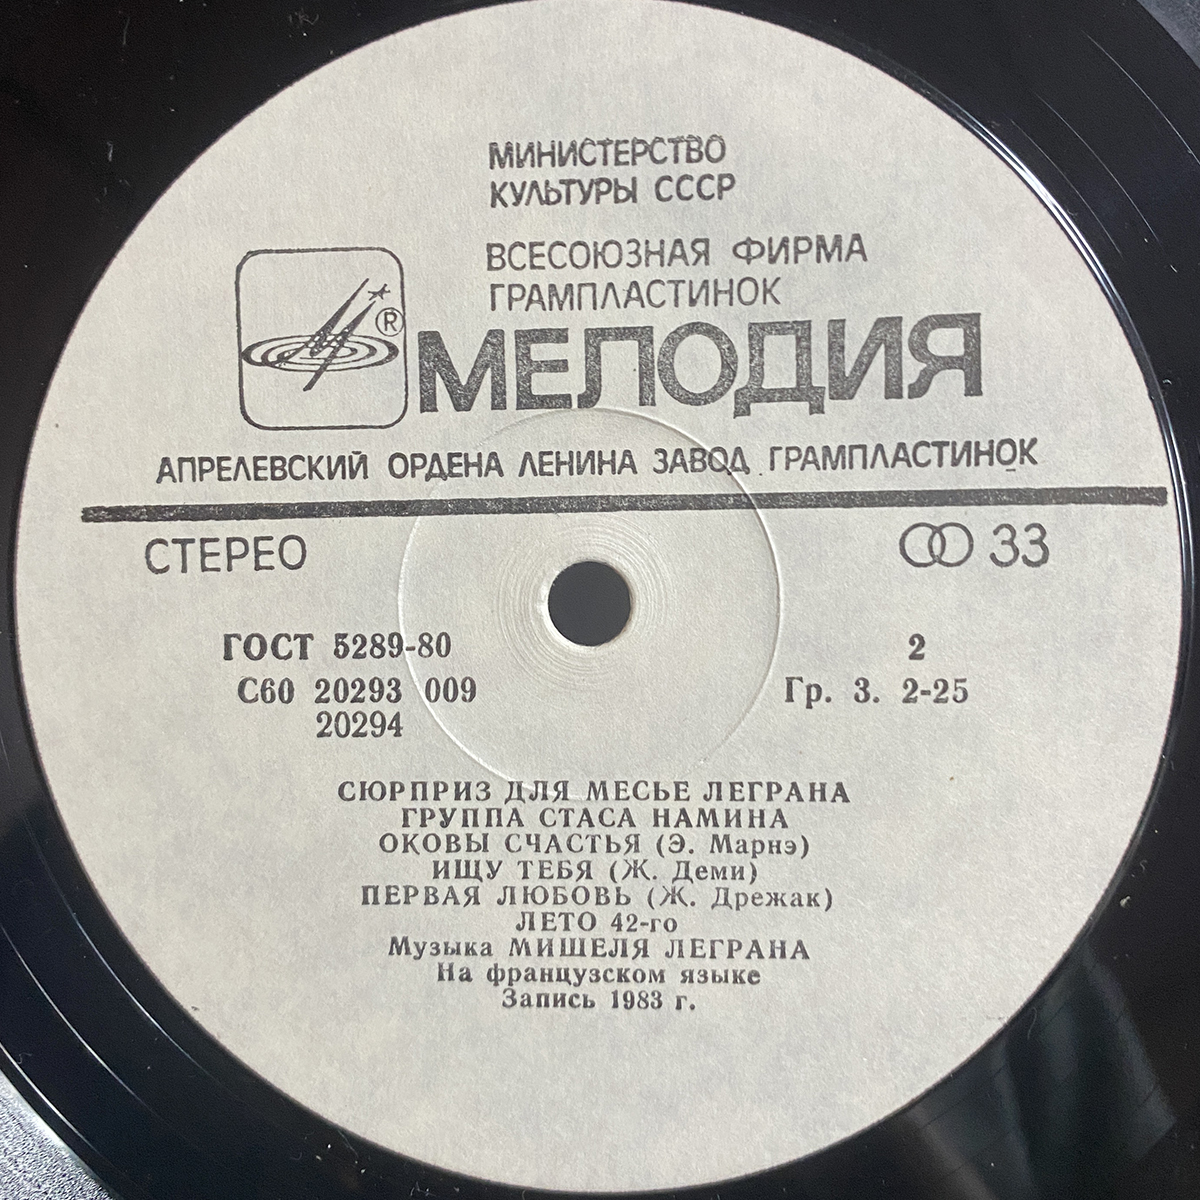 МИНИСТЕРСТВО
КУЛЬТУРЫ СССР
ВСЕСОЮЗНАЯ ФИРМА
ГРАМПЛАСТИНОК
®
МЕЛОДИЯ
АПРЕЛЕВСКИЙ ОРДЕНА ЛЕНИНА ЗАВОД ГРАМПЛАСТИНОК
СТЕРЕО 33
ГОСТ 5289-80 2
С60 20293 009 Гр. 3. 2-25
20294
СЮРПРИЗ ДЛЯ МЕСЬЕ ЛЕГРАНА
ГРУППА СТАСА НАМИНА
ОКОВЫ СЧАСТЬЯ (Э. Марнэ)
ИЩУ ТЕБЯ (Ж. Деми)
ПЕРВАЯ ЛЮБОВЬ (Ж. Дрежак)
ЛЕТО 42-го
Музыка МИШЕЛЯ ЛЕГРАНА
На французском языке
Запись 1983 г.